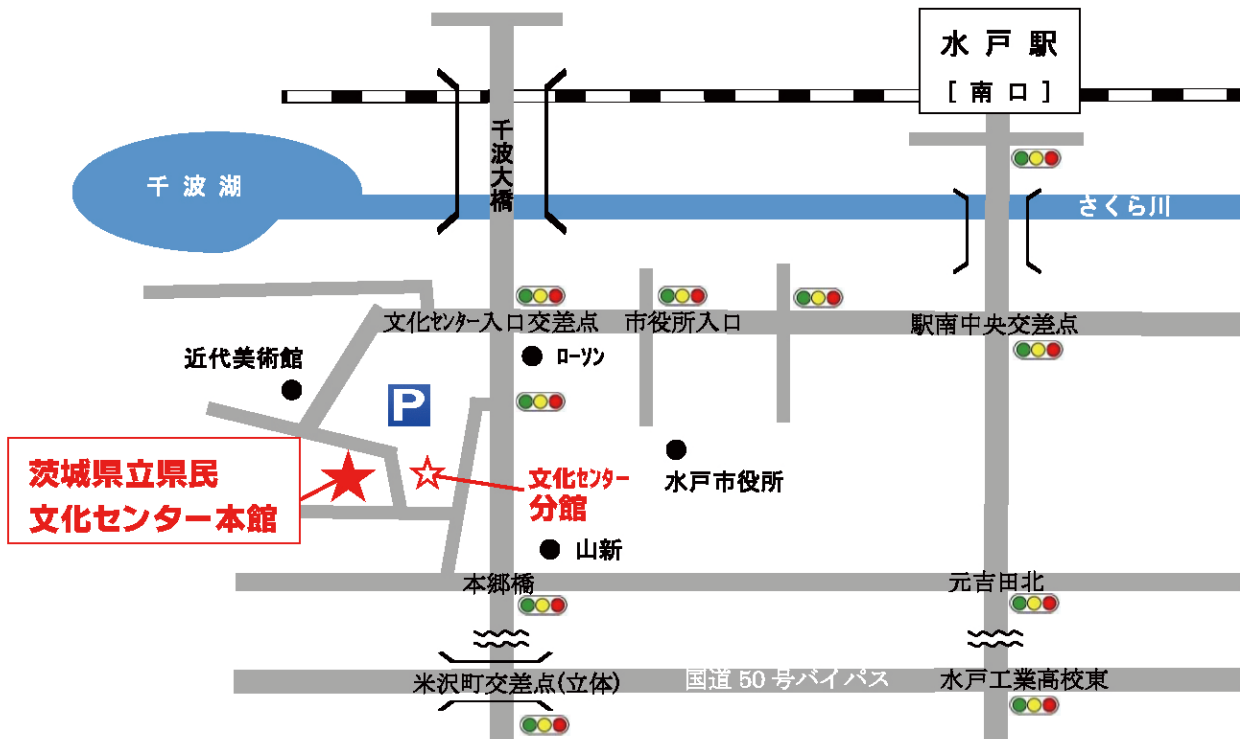 水戸駅
[南口]
千波大橋
千波湖
さくら川
文化センター入口交差点
市役所入口
駅南中央交差点
近代美術館
ローソン
P
茨城県立県民
文化センター本館
文化センター
分館
水戸市役所
山新
本郷橋
元吉田北
国道50号バイパス
米沢町交差点(立体)
水戸工業高校東